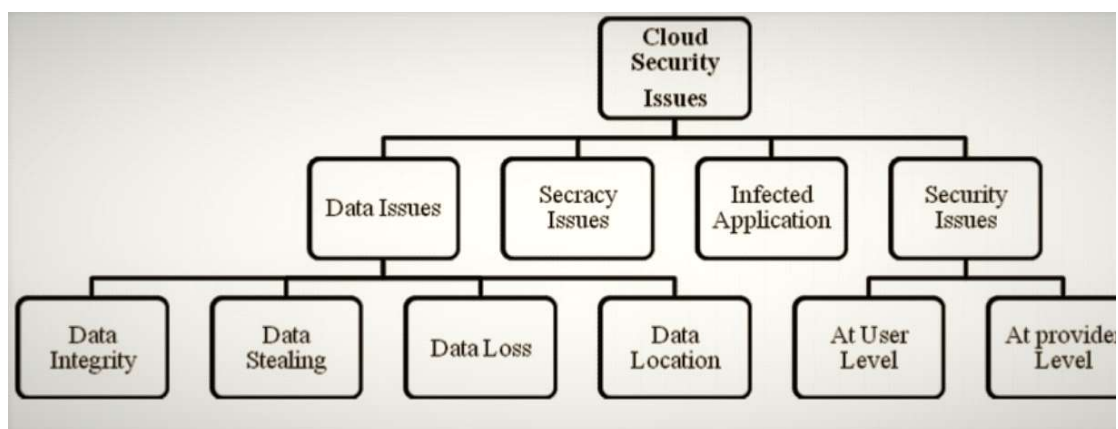 Cloud
Security
Issues
Data Issues
Secracy
Issues
Infected
Application
Security
Issues
Data
Integrity
Data
Stealing
Data Loss
Data
Location
At User
Level
At provider
Level